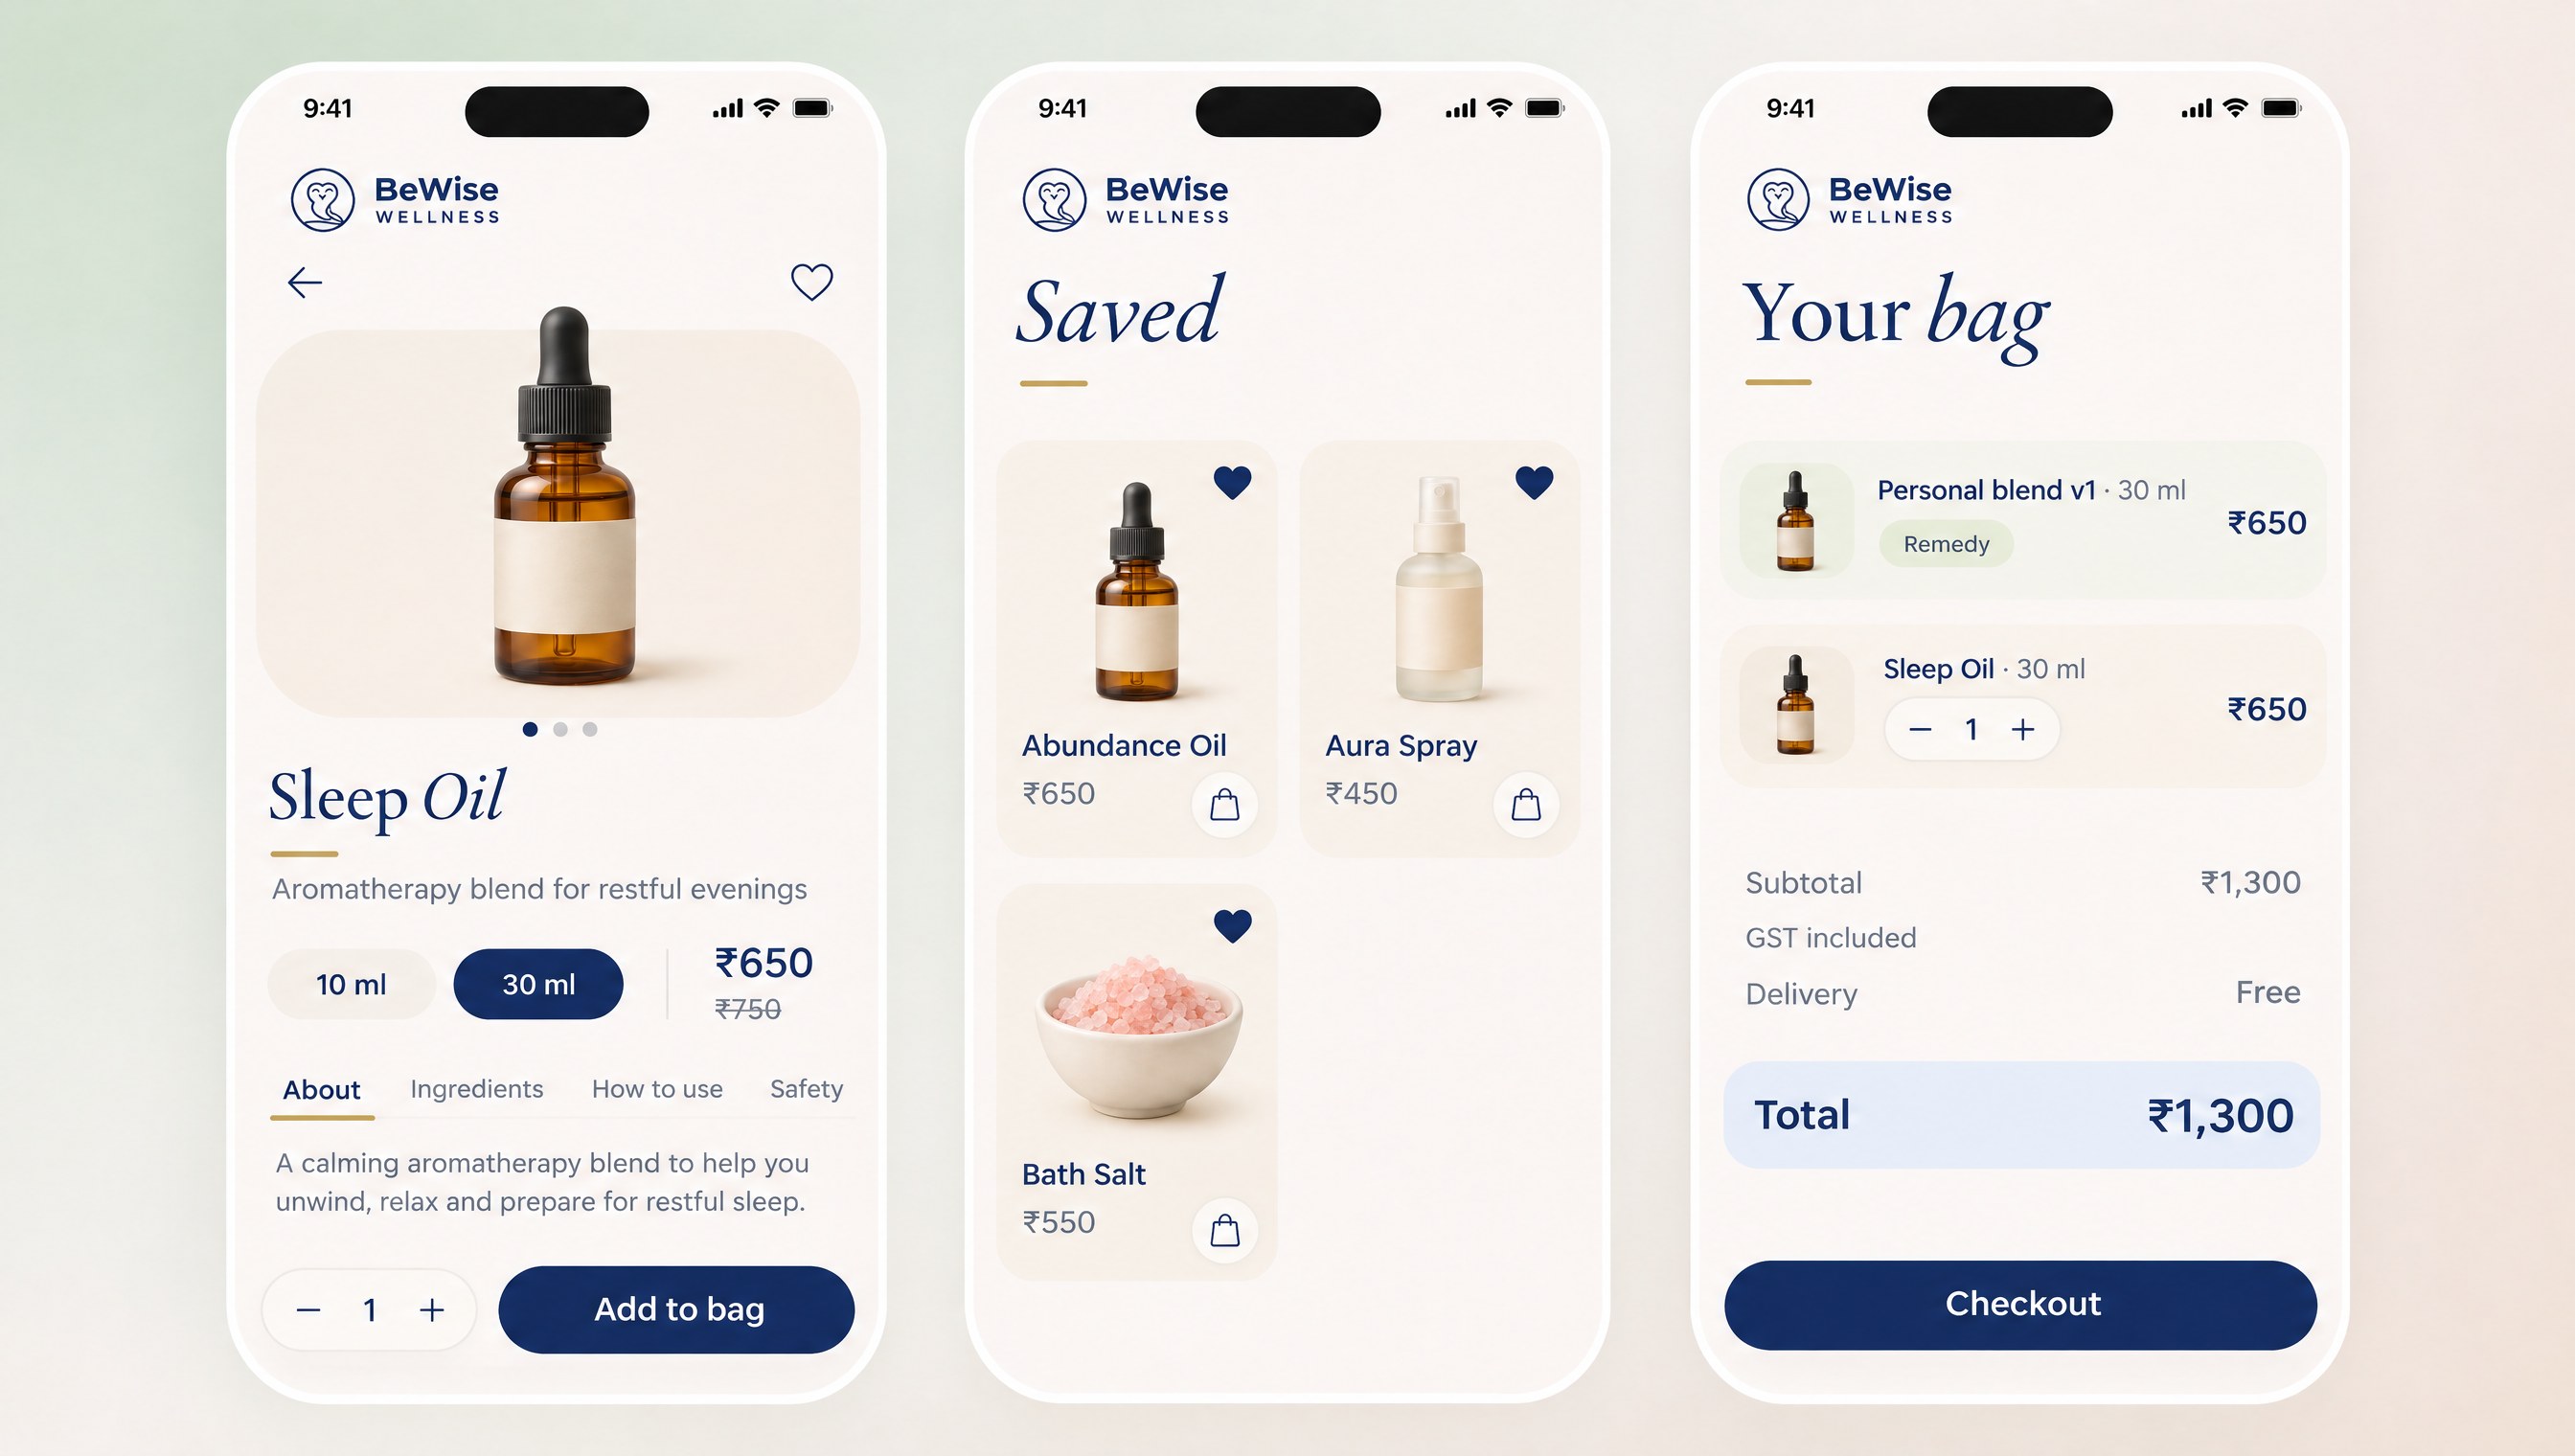 9:41
BeWise
WELLNESS
Sleep Oil
Aromatherapy blend for restful evenings
10 ml
30 ml
₹650
₹750
About
Ingredients
How to use
Safety
A calming aromatherapy blend to help you
unwind, relax and prepare for restful sleep.
− 1 +
Add to bag
9:41
BeWise
WELLNESS
Saved
Abundance Oil
₹650
Aura Spray
₹450
Bath Salt
₹550
9:41
BeWise
WELLNESS
Your bag
Personal blend v1 · 30 ml
Remedy
₹650
Sleep Oil · 30 ml
− 1 +
₹650
Subtotal ₹1,300
GST included
Delivery Free
Total ₹1,300
Checkout